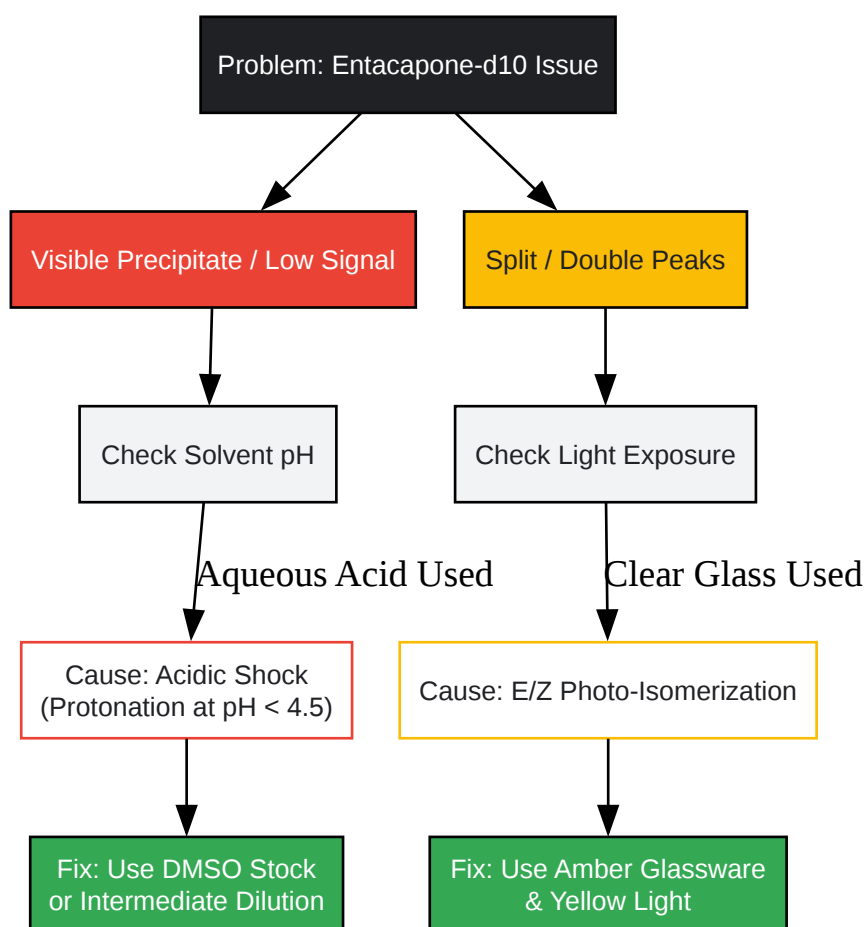 Problem: Entacapone-d10 Issue
Visible Precipitate / Low Signal
Split / Double Peaks
Check Solvent pH
Check Light Exposure
Aqueous Acid Used
Clear Glass Used
Cause: Acidic Shock
(Protonation at pH < 4.5)
Cause: E/Z Photo-Isomerization
Fix: Use DMSO Stock
or Intermediate Dilution
Fix: Use Amber Glassware
& Yellow Light